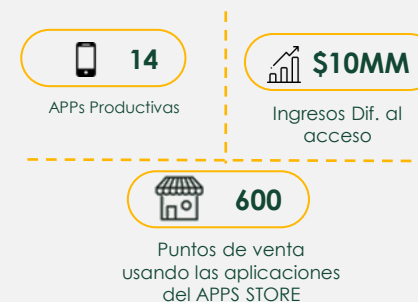 14
APPs Productivas
$10MM
Ingresos Dif. al
acceso
600
Puntos de venta
usando las aplicaciones
del APPS STORE